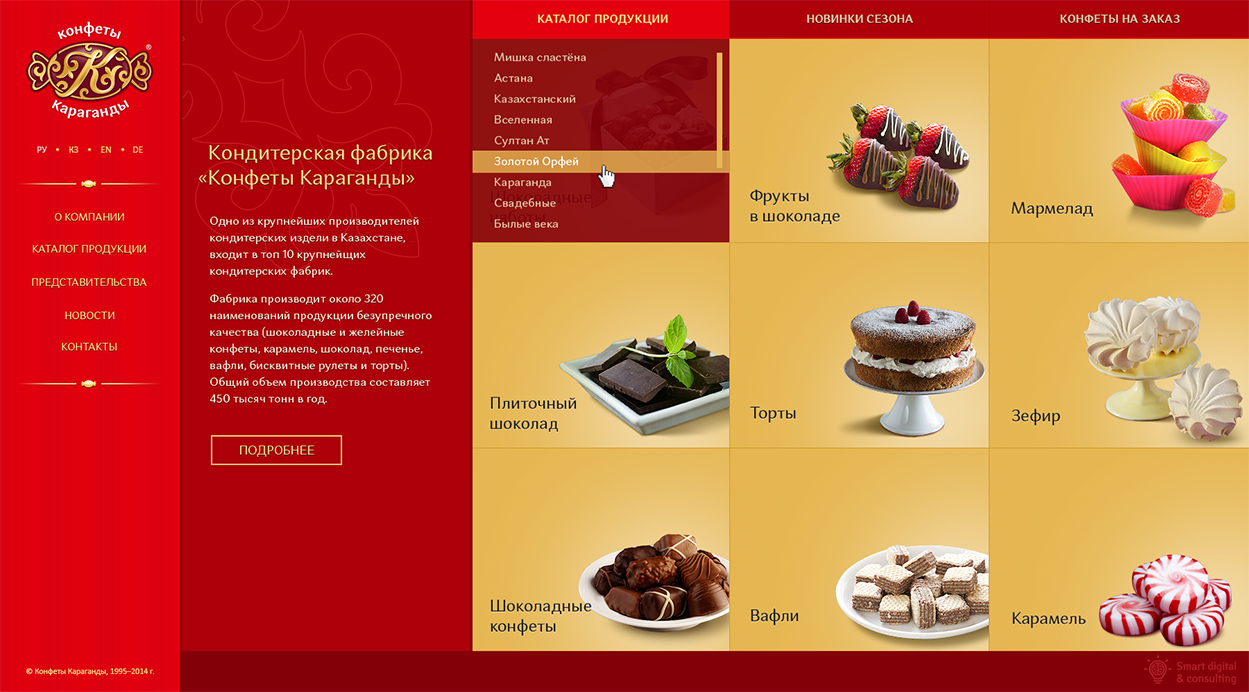 конфеты
К
®
Караганды
РУ • КЗ • EN • DE
О КОМПАНИИ
КАТАЛОГ ПРОДУКЦИИ
ПРЕДСТАВИТЕЛЬСТВА
НОВОСТИ
КОНТАКТЫ
© Конфеты Караганды, 1995–2014 г.
Кондитерская фабрика
«Конфеты Караганды»
Одно из крупнейших производителей
кондитерских издели в Казахстане,
входит в топ 10 крупнейщих
кондитерских фабрик.
Фабрика производит около 320
наименований продукции безупречного
качества (шоколадные и желейные
конфеты, карамель, шоколад, печенье,
вафли, бисквитные рулеты и торты).
Общий объем производства составляет
450 тысяч тонн в год.
ПОДРОБНЕЕ
КАТАЛОГ ПРОДУКЦИИ
НОВИНКИ СЕЗОНА
КОНФЕТЫ НА ЗАКАЗ
Мишка сластёна
Астана
Казахстанский
Вселенная
Султан Ат
Золотой Орфей
Караганда
Свадебные
Былые века
Шоколадные
наборы
Фрукты
в шоколаде
Мармелад
Плиточный
шоколад
Торты
Зефир
Шоколадные
конфеты
Вафли
Карамель
Smart digital
& consulting